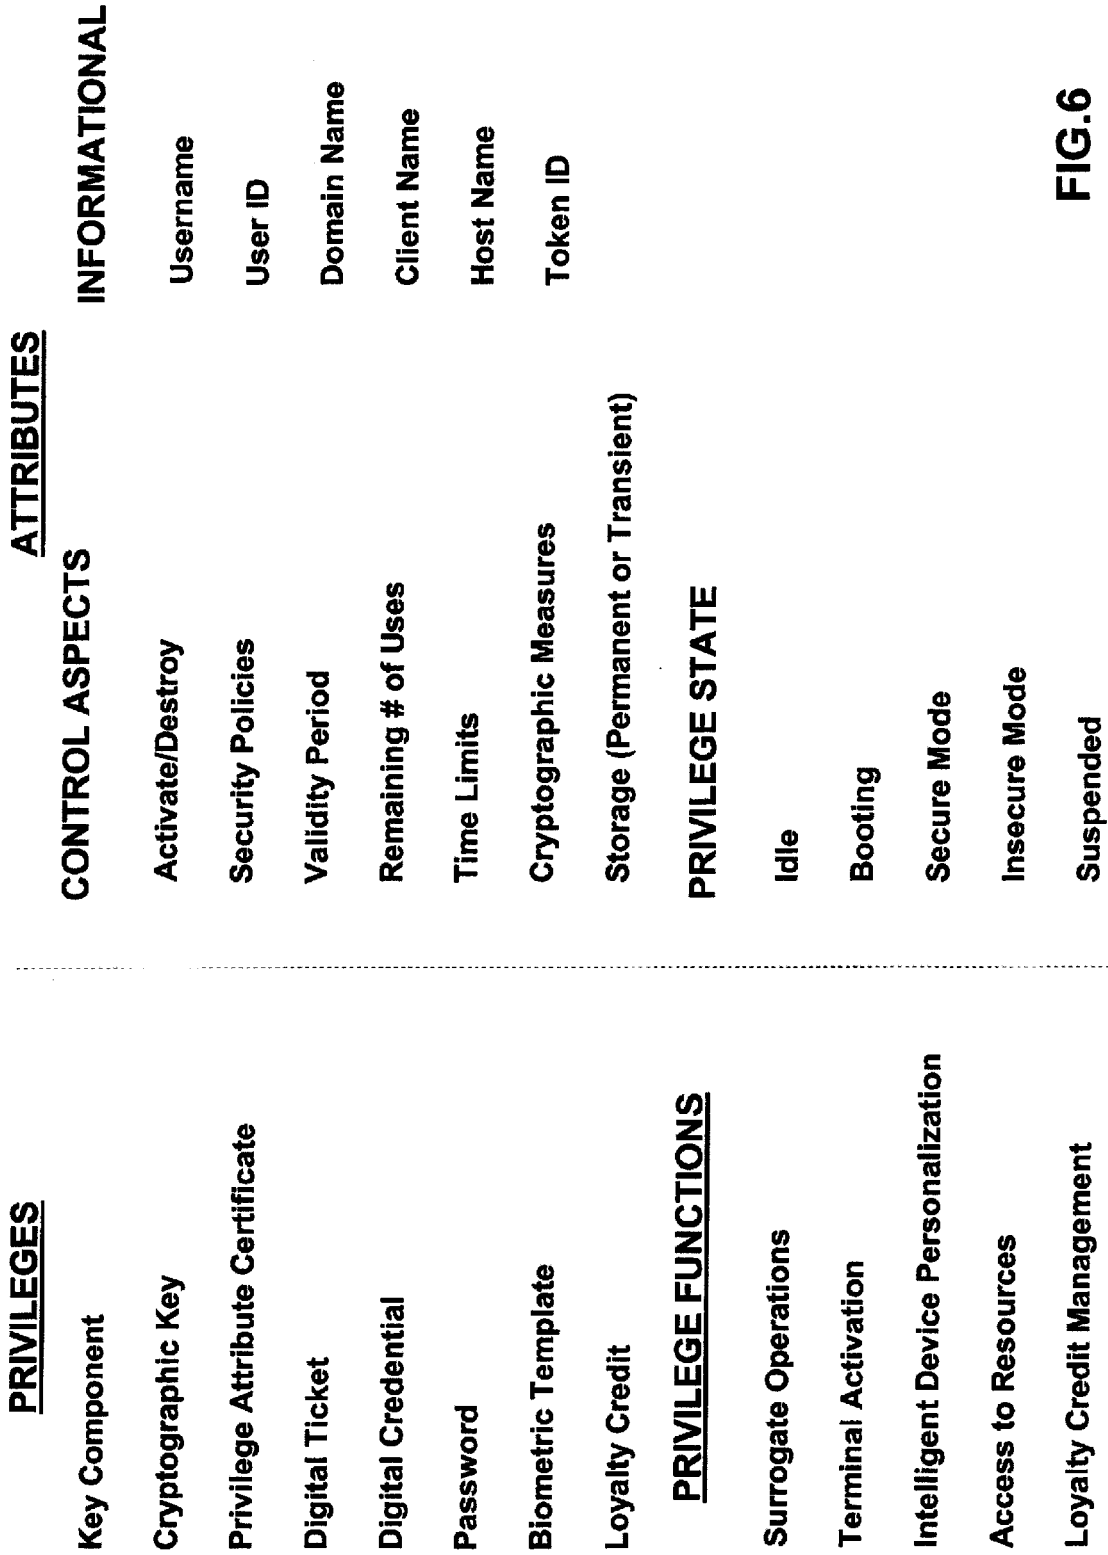 PRIVILEGES
Key Component
Cryptographic Key
Privilege Attribute Certificate
Digital Ticket
Digital Credential
Password
Biometric Template
Loyalty Credit
PRIVILEGE FUNCTIONS
Surrogate Operations
Terminal Activation
Intelligent Device Personalization
Access to Resources
Loyalty Credit Management
ATTRIBUTES
CONTROL ASPECTS
Activate/Destroy
Security Policies
Validity Period
Remaining # of Uses
Time Limits
Cryptographic Measures
Storage (Permanent or Transient)
PRIVILEGE STATE
Idle
Booting
Secure Mode
Insecure Mode
Suspended
INFORMATIONAL
Username
User ID
Domain Name
Client Name
Host Name
Token ID
FIG.6